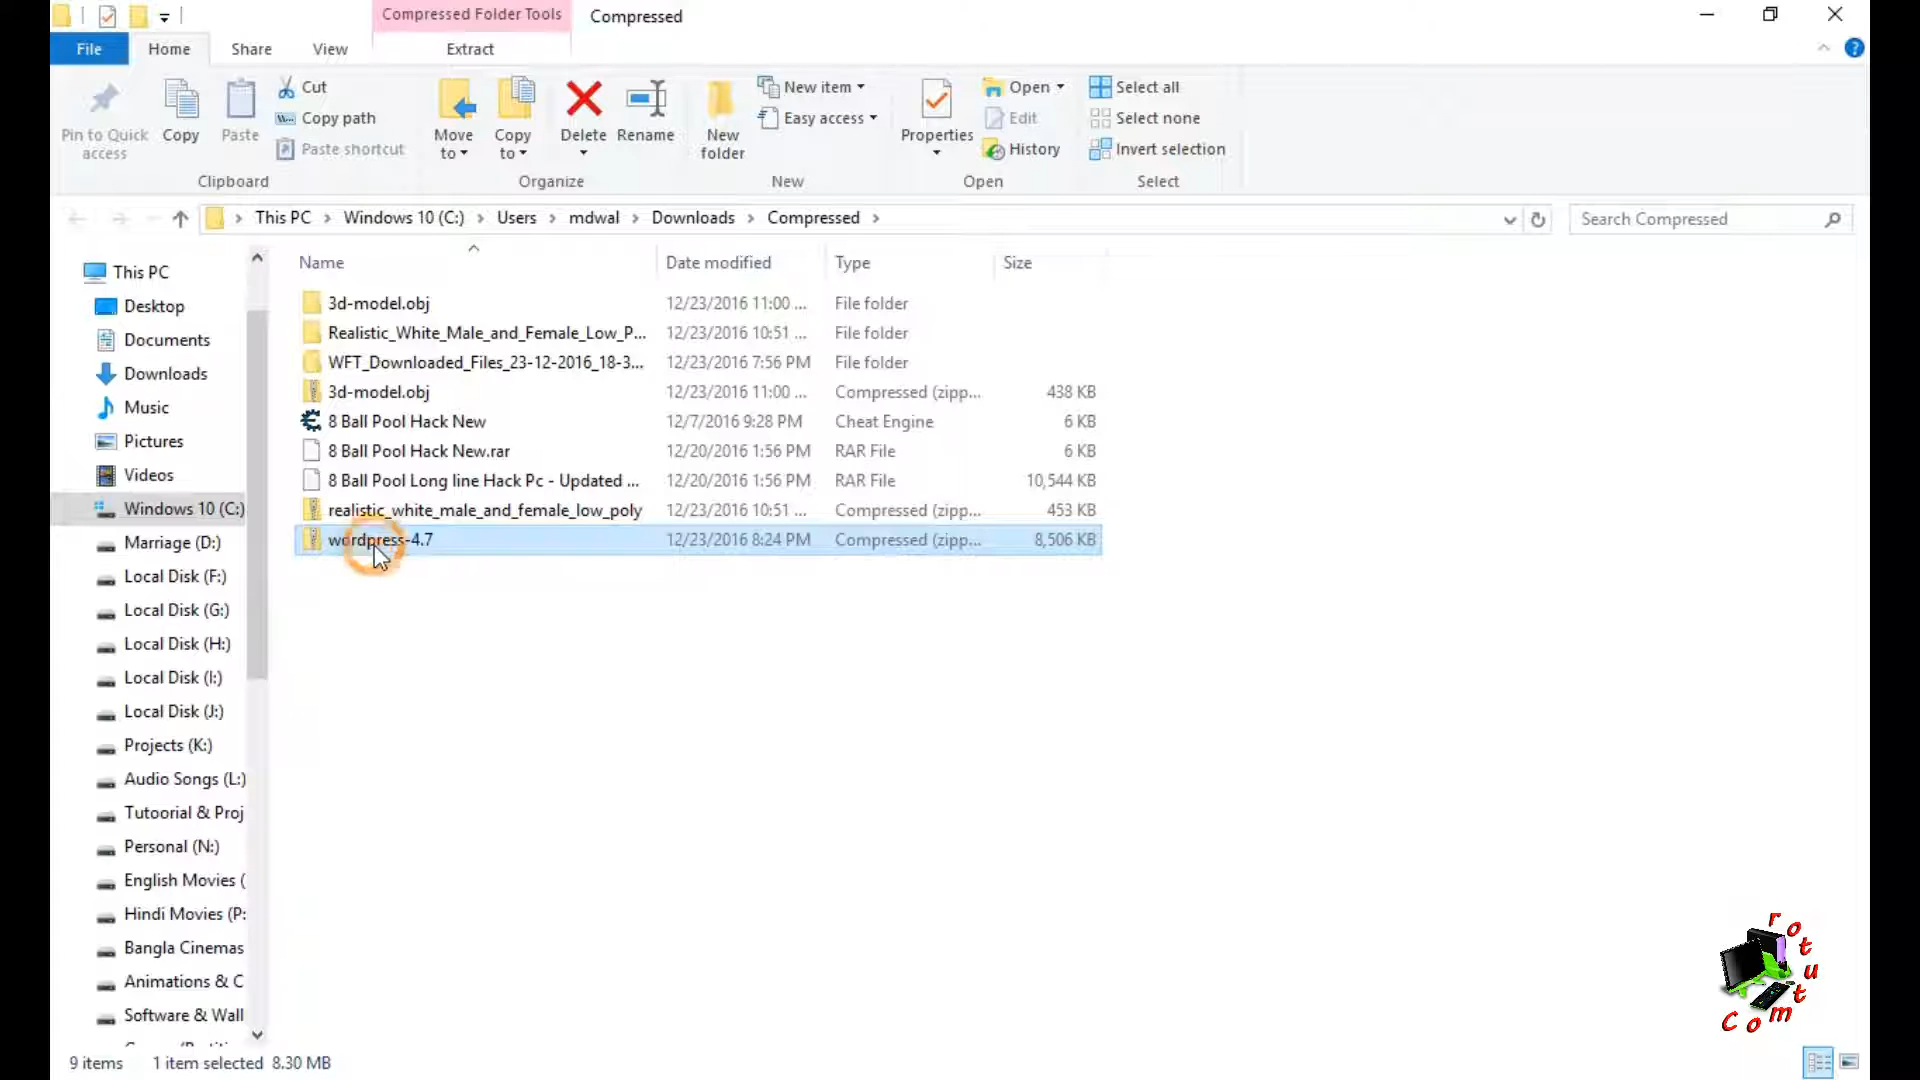 Compressed Folder Tools
Compressed
File
Home
Share
View
Extract
Pin to Quick access
Copy
Paste
Cut
Copy path
Paste shortcut
Move to
Copy to
Delete
Rename
New folder
New item
Easy access
Properties
Open
Edit
History
Select all
Select none
Invert selection
Clipboard
Organize
New
Open
Select
This PC > Windows 10 (C:) > Users > mdwal > Downloads > Compressed >
Search Compressed
Name
Date modified
Type
Size
3d-model.obj 12/23/2016 11:00 ... File folder
Realistic_White_Male_and_Female_Low_P... 12/23/2016 10:51 ... File folder
WFT_Downloaded_Files_23-12-2016_18-3... 12/23/2016 7:56 PM File folder
3d-model.obj 12/23/2016 11:00 ... Compressed (zipp... 438 KB
8 Ball Pool Hack New 12/7/2016 9:28 PM Cheat Engine 6 KB
8 Ball Pool Hack New.rar 12/20/2016 1:56 PM RAR File 6 KB
8 Ball Pool Long line Hack Pc - Updated ... 12/20/2016 1:56 PM RAR File 10,544 KB
realistic_white_male_and_female_low_poly 12/23/2016 10:51 ... Compressed (zipp... 453 KB
wordpress-4.7 12/23/2016 8:24 PM Compressed (zipp... 8,506 KB
This PC
Desktop
Documents
Downloads
Music
Pictures
Videos
Windows 10 (C:)
Marriage (D:)
Local Disk (F:)
Local Disk (G:)
Local Disk (H:)
Local Disk (I:)
Local Disk (J:)
Projects (K:)
Audio Songs (L:)
Tutoorial & Proj
Personal (N:)
English Movies (
Hindi Movies (P:
Bangla Cinemas
Animations & C
Software & Wall
9 items
1 item selected 8.30 MB
Comtutor